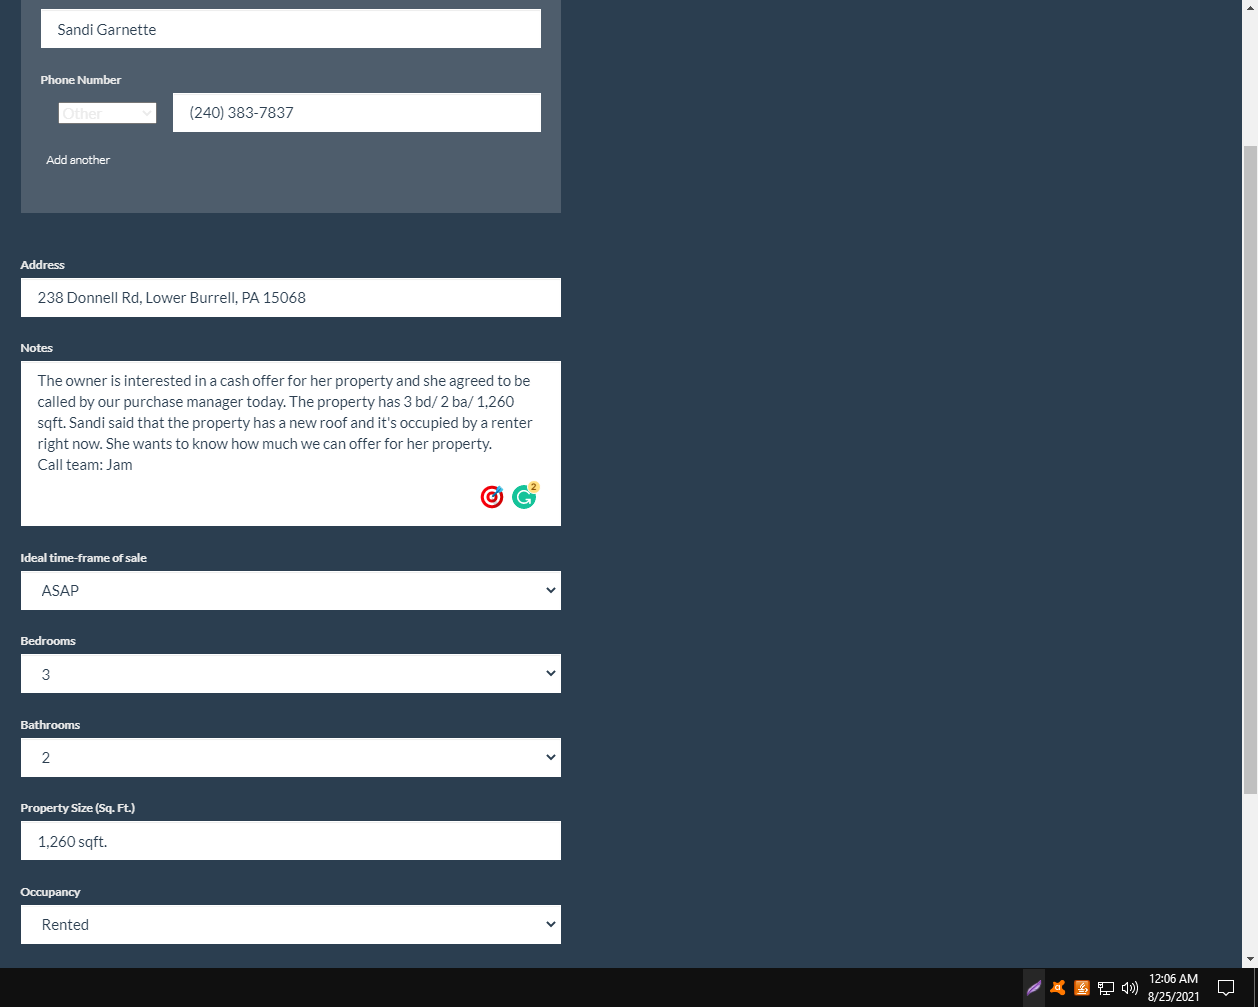 Sandi Garnette
Phone Number
Other
(240) 383-7837
Add another
Address
238 Donnell Rd, Lower Burrell, PA 15068
Notes
The owner is interested in a cash offer for her property and she agreed to be
called by our purchase manager today. The property has 3 bd/ 2 ba/ 1,260
sqft. Sandi said that the property has a new roof and it's occupied by a renter
right now. She wants to know how much we can offer for her property.
Call team: Jam
2
Ideal time-frame of sale
ASAP
Bedrooms
3
Bathrooms
2
Property Size (Sq. Ft.)
1,260 sqft.
Occupancy
Rented
12:06 AM
8/25/2021